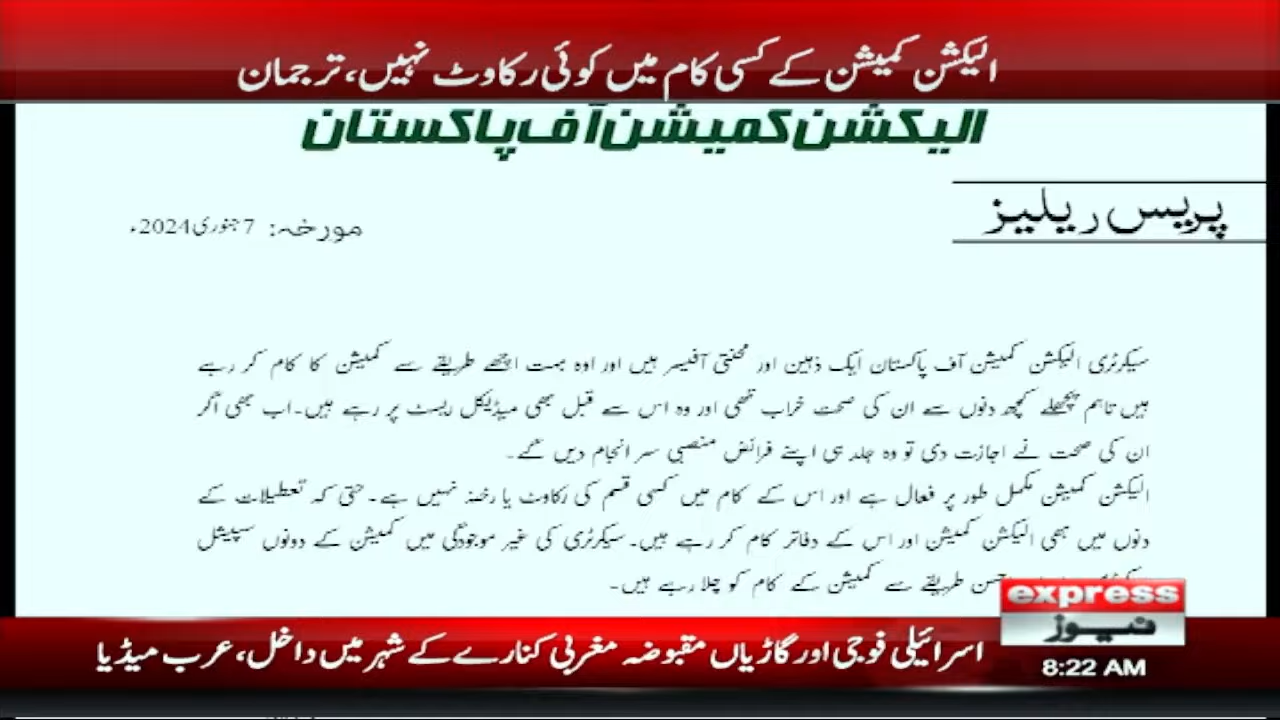 الیکشن کمیشن کے کسی کام میں کوئی رکاوٹ نہیں، ترجمان
الیکشن کمیشن آف پاکستان
پریس ریلیز
مورخہ: 7 جنوری 2024ء
سیکرٹری الیکشن کمیشن آف پاکستان ایک ذہین اور محنتی آفیسر ہیں اور اوہ بہت اچھے طریقے سے کمیشن کا کام کر رہے
ہیں تاہم پچھلے کچھ دنوں سے ان کی صحت خراب تھی اور وہ اس سے قبل بھی میڈیکل ریسٹ پر رہے ہیں۔ اب بھی اگر
ان کی صحت نے اجازت دی تو وہ جلد ہی اپنے فرائض منصبی سر انجام دیں گے۔
الیکشن کمیشن مکمل طور پر فعال ہے اور اس کے کام میں کسی قسم کی رکاوٹ یا رخنہ نہیں ہے۔ حتیٰ کہ تعطیلات کے
دنوں میں بھی الیکشن کمیشن اور اس کے دفاتر کام کر رہے ہیں۔ سیکرٹری کی غیر موجودگی میں کمیشن کے دونوں سپیشل
طریقے سے کمیشن کے کام کو چلا رہے ہیں۔
express
نیوز
اسرائیلی فوجی اور گاڑیاں مقبوضہ مغربی کنارے کے شہر میں داخل، عرب میڈیا
8:22 AM